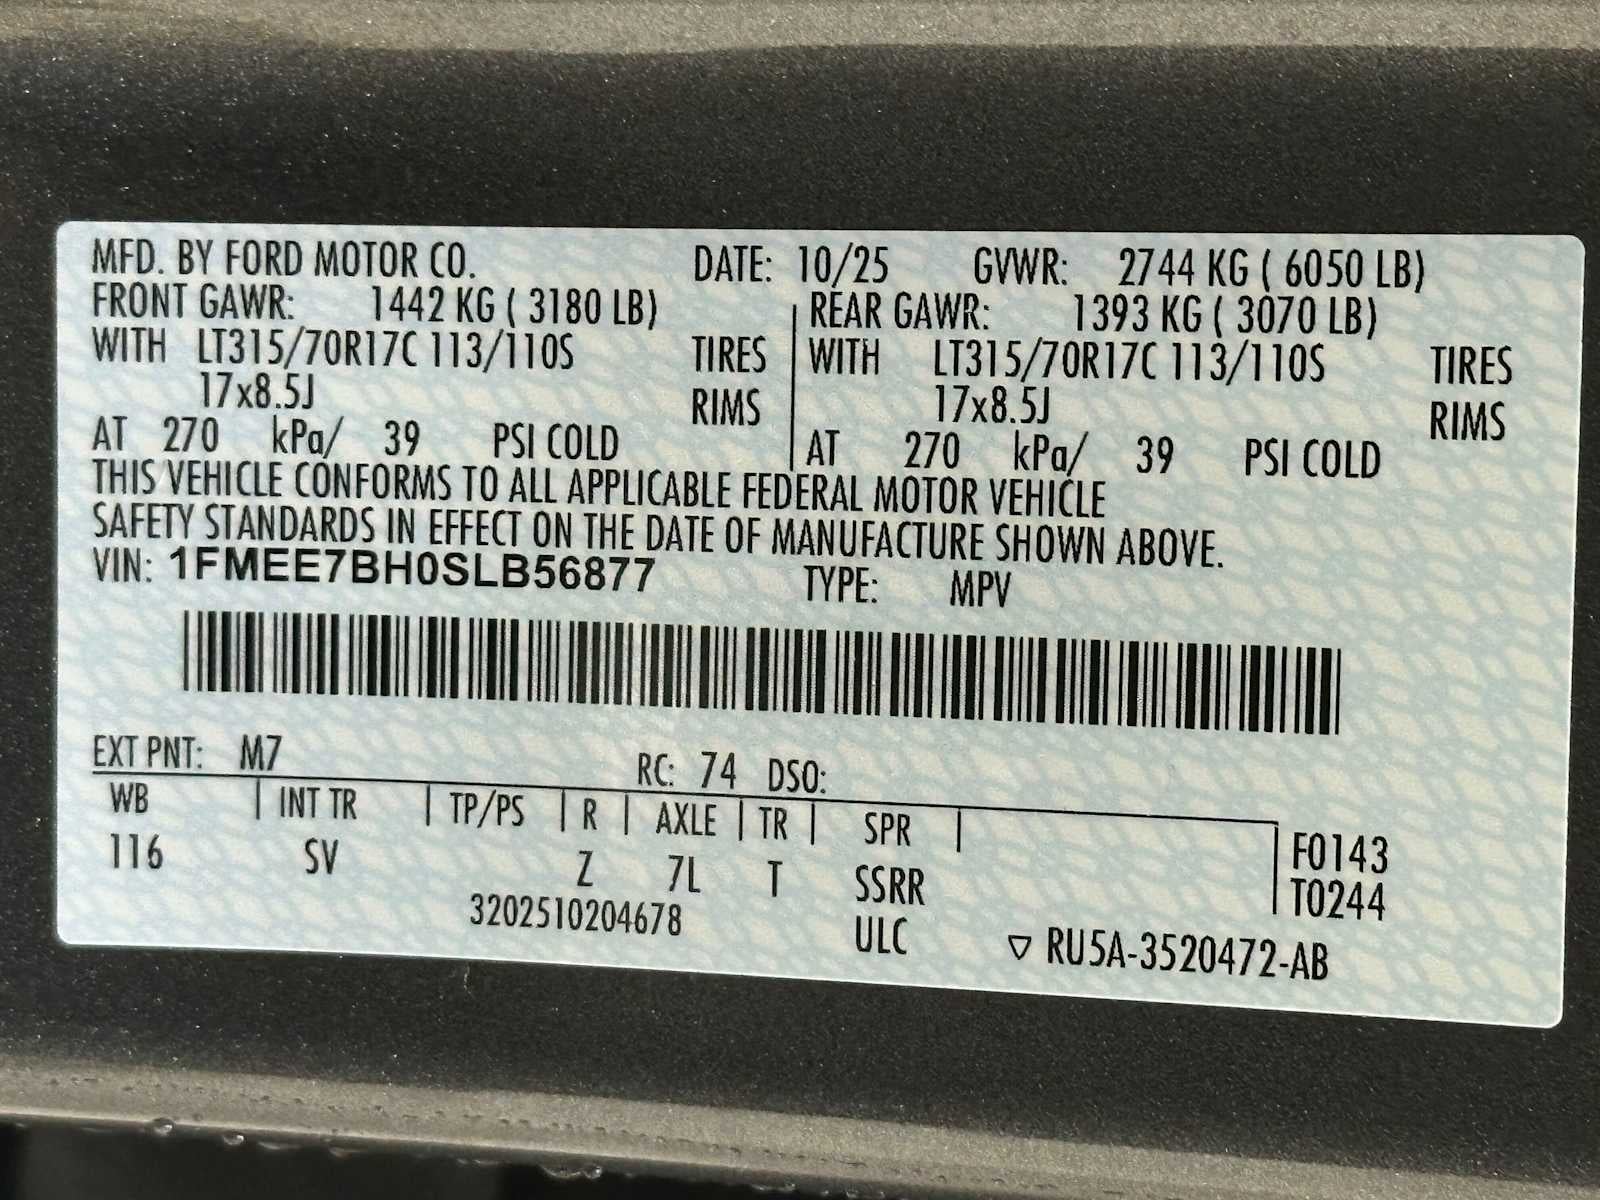 MFD. BY FORD MOTOR CO. DATE: 10/25 GVWR: 2744 KG ( 6050 LB)
FRONT GAWR: 1442 KG ( 3180 LB) REAR GAWR: 1393 KG ( 3070 LB)
WITH LT315/70R17C 113/110S TIRES WITH LT315/70R17C 113/110S TIRES
17x8.5J RIMS 17x8.5J RIMS
AT 270 kPa/ 39 PSI COLD AT 270 kPa/ 39 PSI COLD
THIS VEHICLE CONFORMS TO ALL APPLICABLE FEDERAL MOTOR VEHICLE
SAFETY STANDARDS IN EFFECT ON THE DATE OF MANUFACTURE SHOWN ABOVE.
VIN: 1FMEE7BH0SLB56877 TYPE: MPV
EXT PNT: M7 RC: 74 DSO:
WB INT TR TP/PS R AXLE TR SPR F0143
116 SV Z 7L T SSRR T0244
3202510204678 ULC ▽ RU5A-3520472-AB